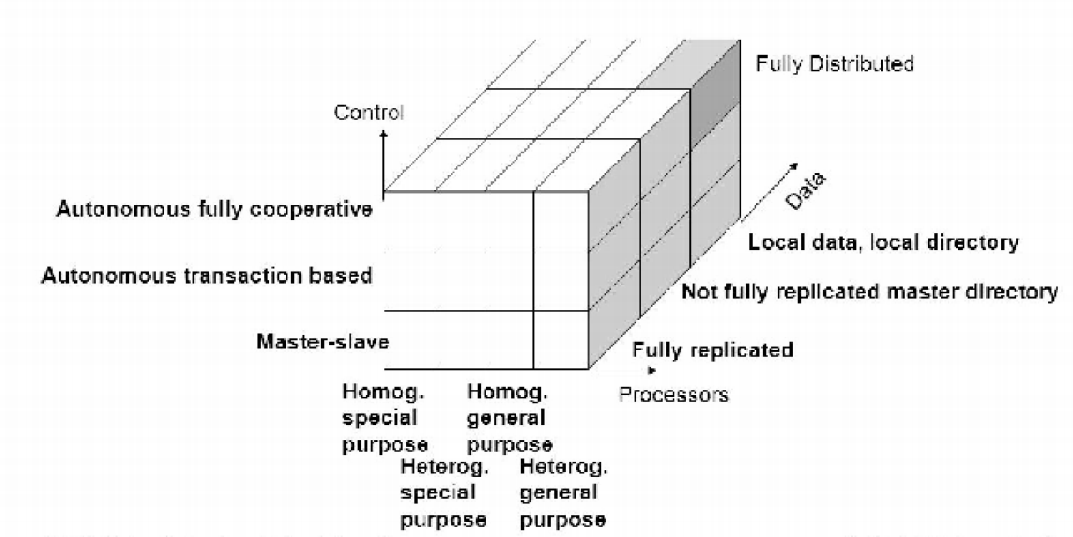 Fully Distributed
Control
Data
Autonomous fully cooperative
Local data, local directory
Autonomous transaction based
Not fully replicated master directory
Master-slave
Fully replicated
Processors
Homog.
special
purpose
Homog.
general
purpose
Heterog.
special
purpose
Heterog.
general
purpose